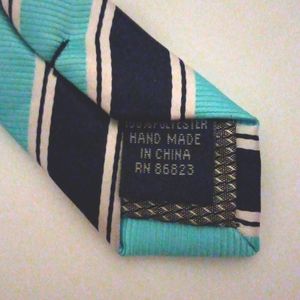 100% POLYESTER
HAND MADE
IN CHINA
RN 86823